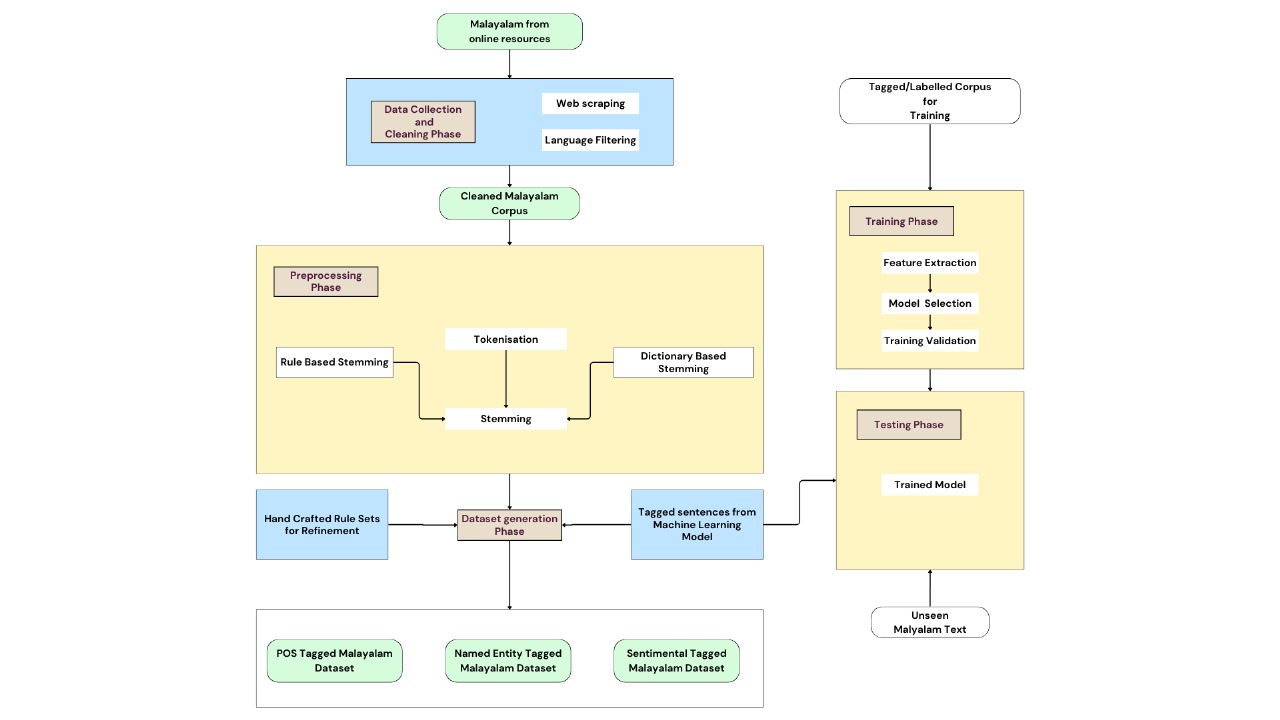 Malayalam from
online resources
Data Collection
and
Cleaning Phase
Web scraping
Language Filtering
Cleaned Malayalam
Corpus
Preprocessing
Phase
Tokenisation
Rule Based Stemming
Dictionary Based
Stemming
Stemming
Hand Crafted Rule Sets
for Refinement
Dataset generation
Phase
Tagged sentences from
Machine Learning
Model
POS Tagged Malayalam
Dataset
Named Entity Tagged
Malayalam Dataset
Sentimental Tagged
Malayalam Dataset
Tagged/Labelled Corpus
for
Training
Training Phase
Feature Extraction
Model Selection
Training Validation
Testing Phase
Trained Model
Unseen
Malyalam Text